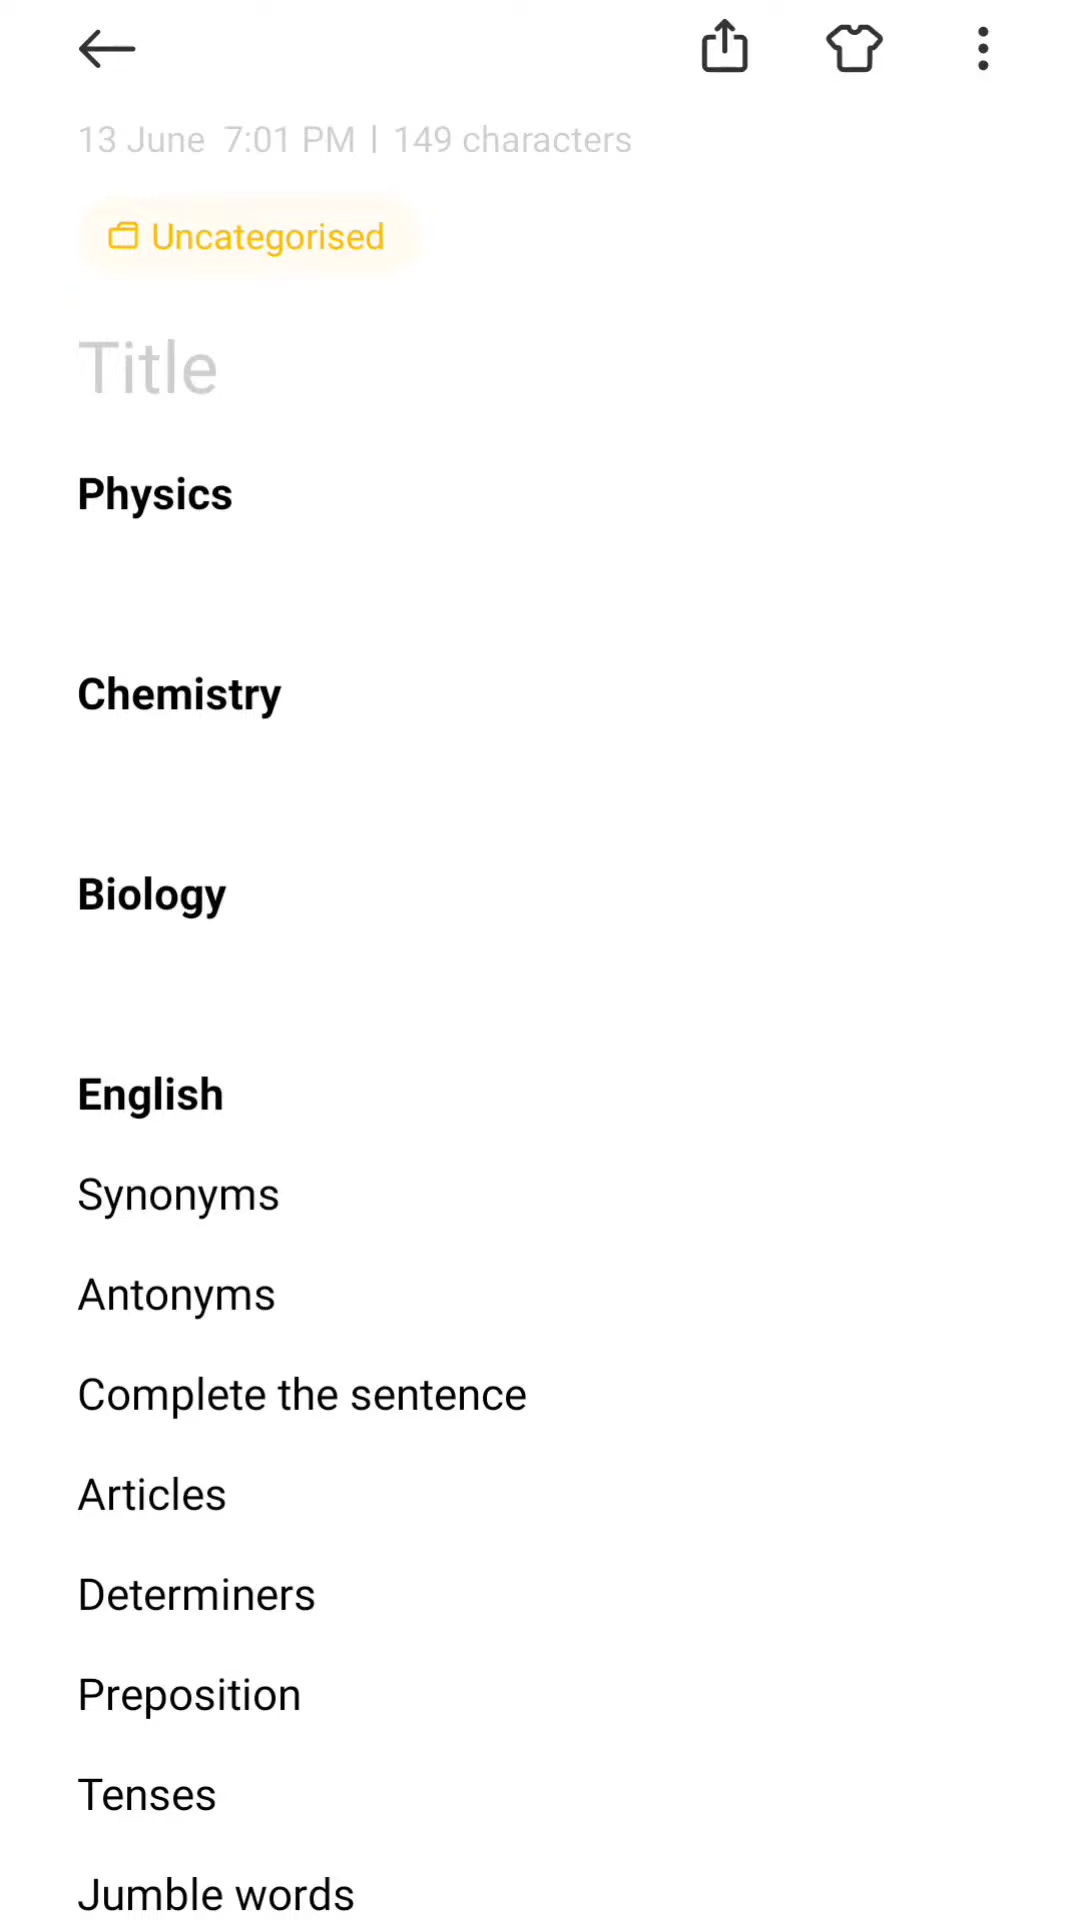 13 June 7:01 PM | 149 characters
Uncategorised
Title
Physics
Chemistry
Biology
English
Synonyms
Antonyms
Complete the sentence
Articles
Determiners
Preposition
Tenses
Jumble words